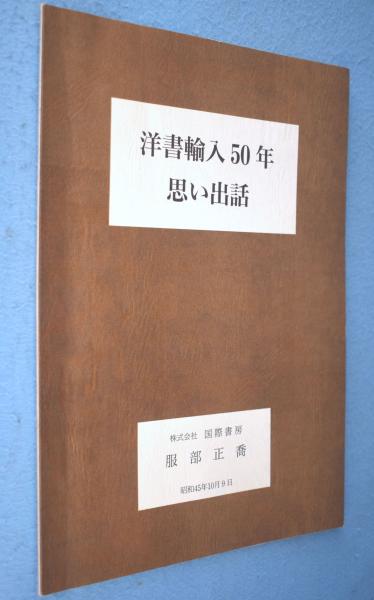 洋書輸入50年
思い出話
株式会社 国際書房
服部正喬
昭和45年10月9日